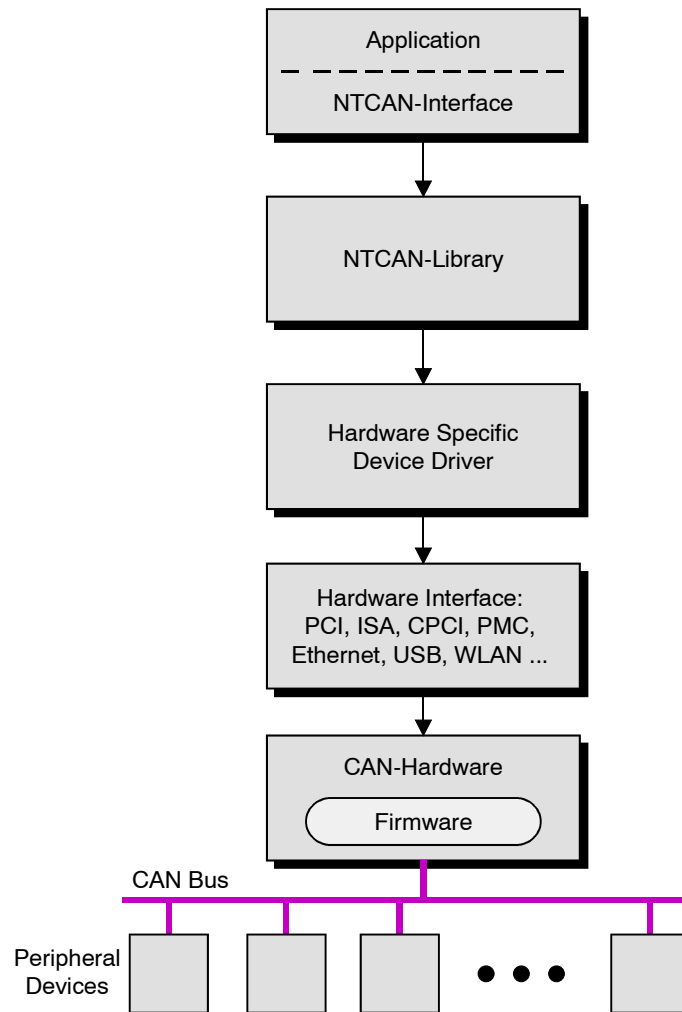 Application
NTCAN-Interface
NTCAN-Library
Hardware Specific
Device Driver
Hardware Interface:
PCI, ISA, CPCI, PMC,
Ethernet, USB, WLAN ...
CAN-Hardware
Firmware
CAN Bus
Peripheral
Devices